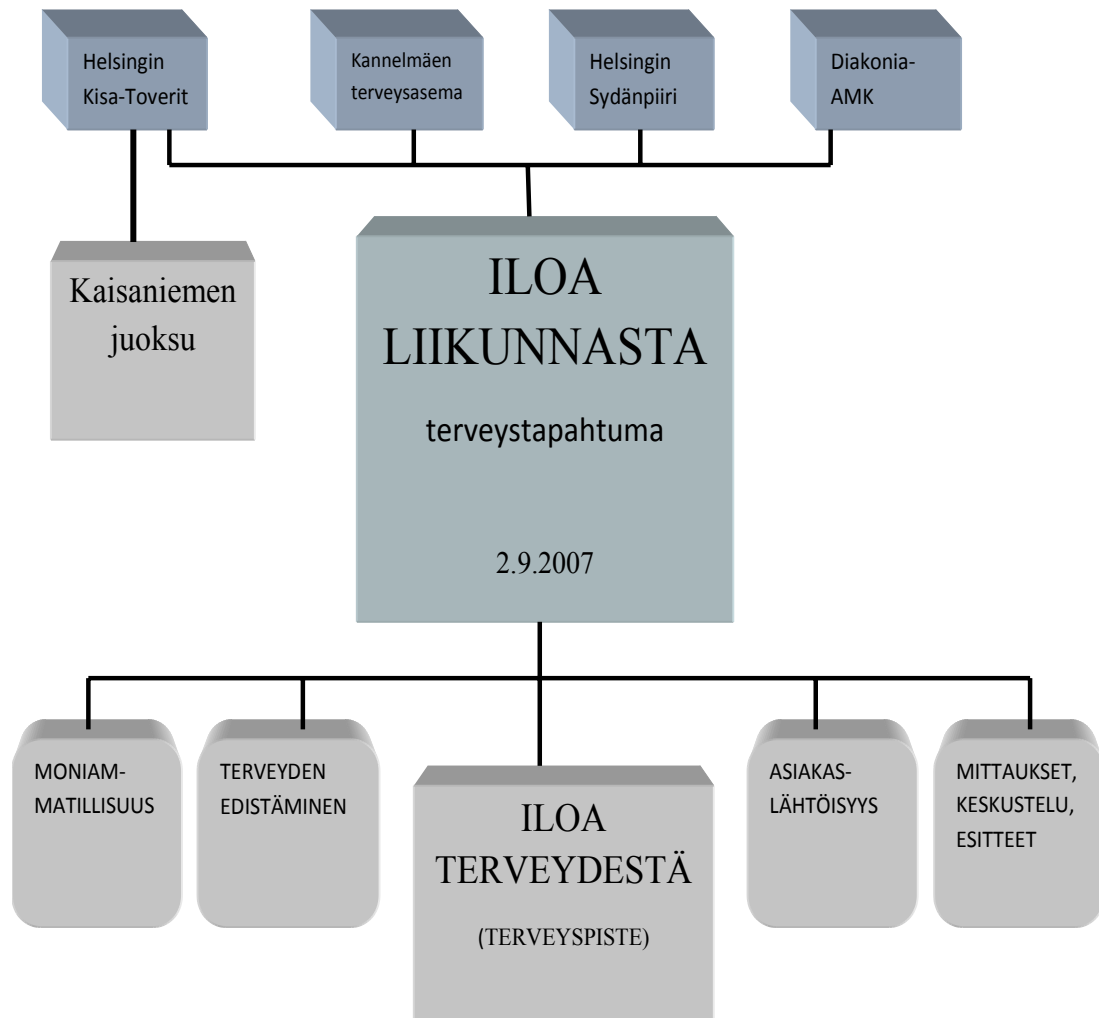 Helsingin
Kisa-Toverit
Kannelmäen
terveysasema
Helsingin
Sydänpiiri
Diakonia-
AMK
Kaisaniemen
juoksu
ILOA
LIIKUNNASTA
terveystapahtuma
2.9.2007
MONIAM-
MATILLISUUS
TERVEYDEN
EDISTÄMINEN
ILOA
TERVEYDESTÄ
(TERVEYSPISTE)
ASIAKAS-
LÄHTÖISYYS
MITTAUKSET,
KESKUSTELU,
ESITTEET